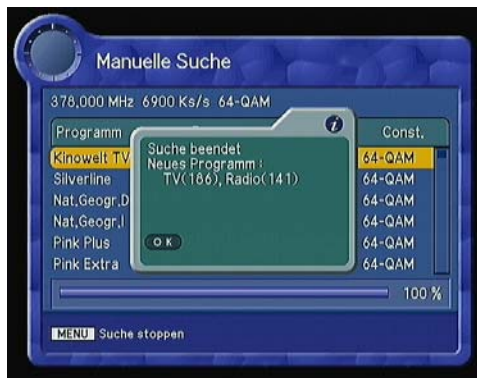 Manuelle Suche
378,000 MHz 6900 Ks/s 64-QAM
Programm Const.
Kinowelt TV 64-QAM
Silverline 64-QAM
Nat.Geogr.D 64-QAM
Nat.Geogr.I 64-QAM
Pink Plus 64-QAM
Pink Extra 64-QAM
i
Suche beendet
Neues Programm :
TV(186), Radio(141)
OK
100 %
MENU Suche stoppen